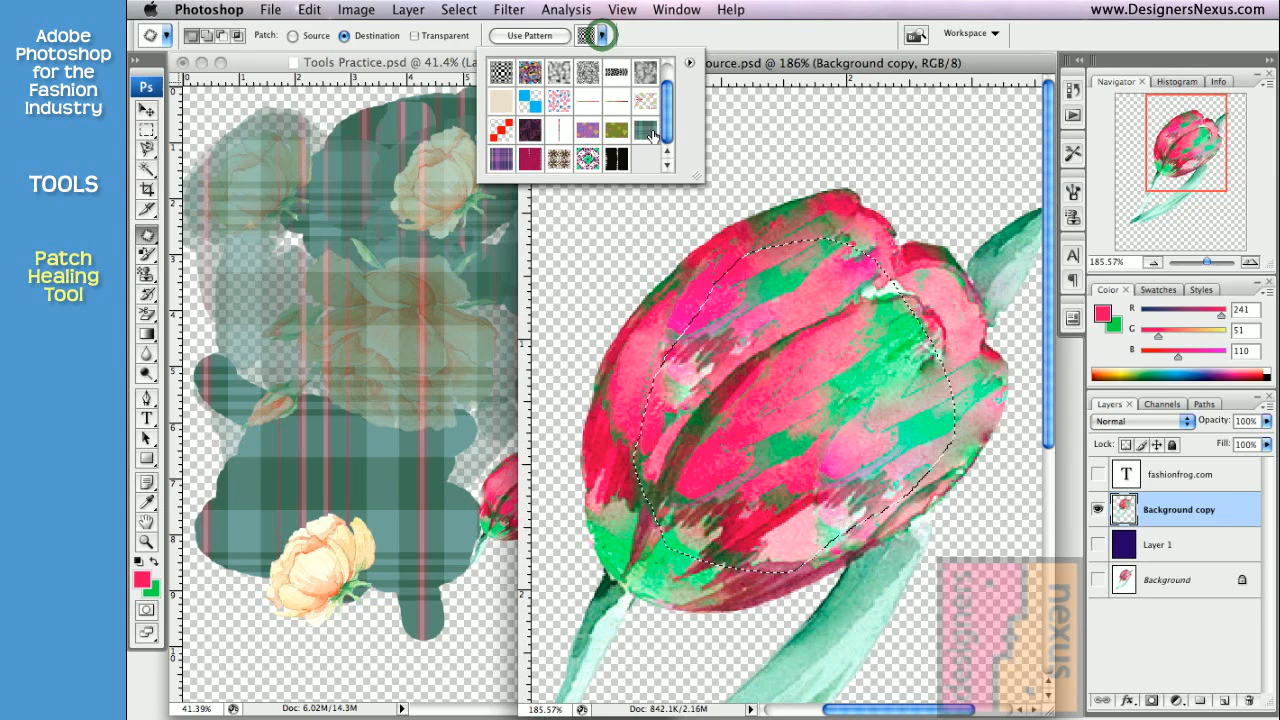 Adobe
Photoshop
for the
Fashion
Industry
TOOLS
Patch
Healing
Tool
Photoshop File Edit Image Layer Select Filter Analysis View Window Help
www.DesignersNexus.com
Patch: Source Destination Transparent Use Pattern
Workspace
Tools Practice.psd @ 41.4% (La
ource.psd @ 186% (Background copy, RGB/8)
Ps
41.39% Doc: 6.02M/14.3M
185.57% Doc: 842.1K/2.16M
nexus
Navigator Histogram Info
185.57%
Color Swatches Styles
R 241
G 51
B 110
Layers Channels Paths
Normal Opacity: 100%
Lock: Fill: 100%
T fashionfrog.com
Background copy
Layer 1
Background